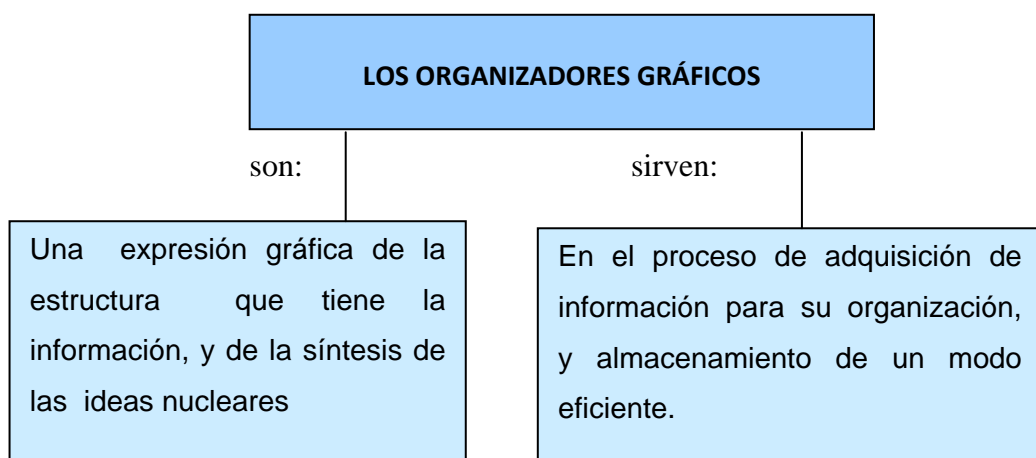 LOS ORGANIZADORES GRÁFICOS
son:
sirven:
Una expresión gráfica de la
estructura que tiene la
información, y de la síntesis de
las ideas nucleares
En el proceso de adquisición de
información para su organización,
y almacenamiento de un modo
eficiente.